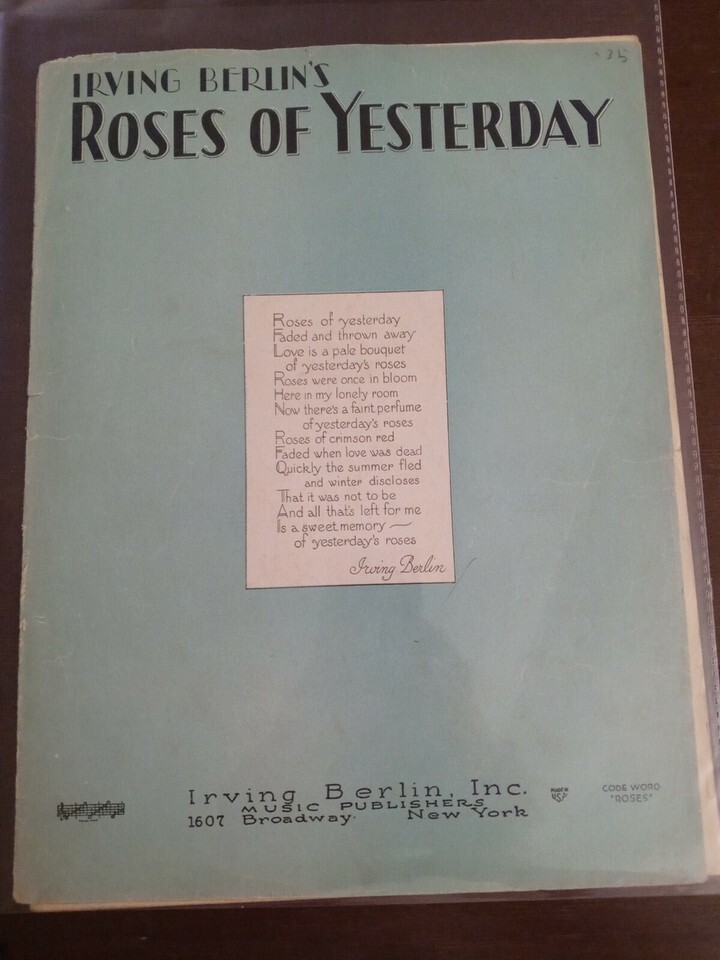 35
IRVING BERLIN'S
ROSES OF YESTERDAY
Roses of yesterday
Faded and thrown away
Love is a pale bouquet
of yesterday's roses
Roses were once in bloom
Here in my lonely room
Now there's a faint perfume
of yesterday's roses
Roses of crimson red
Faded when love was dead
Quickly the summer fled
and winter discloses
That it was not to be
And all that's left for me
Is a sweet memory —
of yesterday's roses
Irving Berlin
Irving Berlin, Inc.
MUSIC PUBLISHERS
1607 Broadway. New York
MADE IN
USA
CODE WORD
"ROSES"